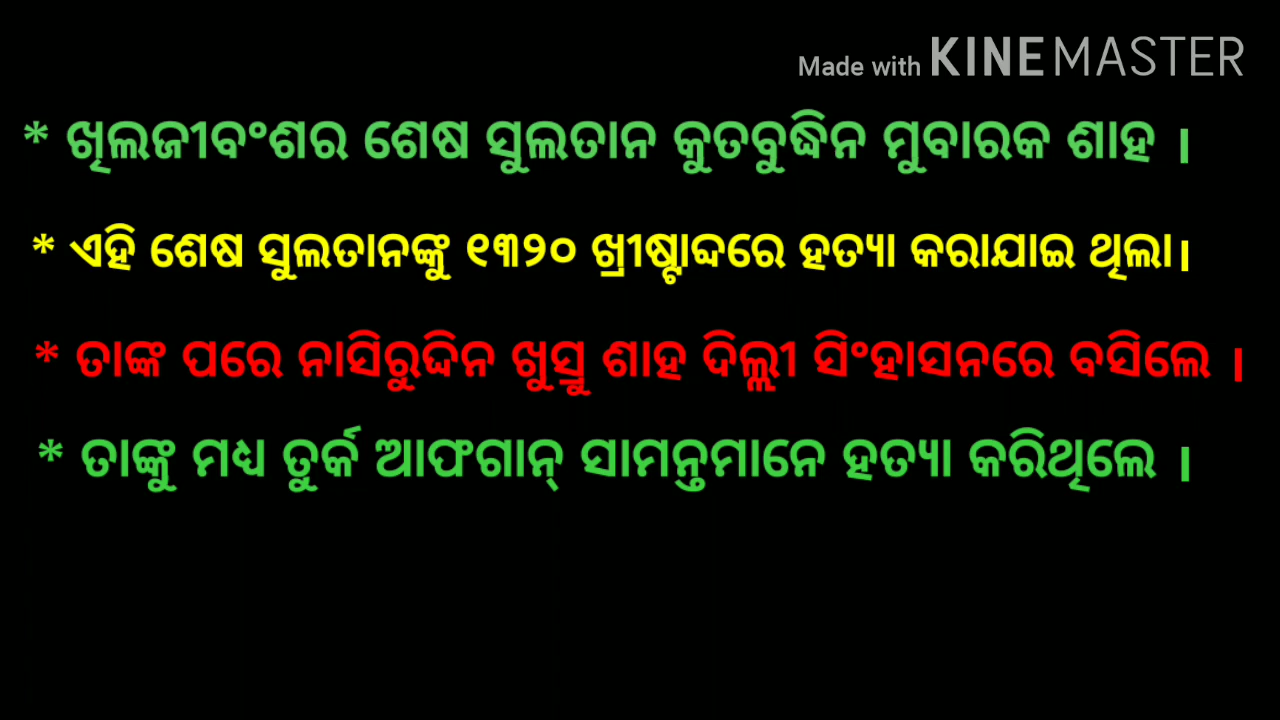 Made with KINEMASTER
* ଖିଲଜୀବଂଶର ଶେଷ ସୁଲତାନ କୁତବୁଦ୍ଧିନ ମୁବାରକ ଶାହ ।
* ଏହି ଶେଷ ସୁଲତାନଙ୍କୁ ୧୩୨୦ ଖ୍ରୀଷ୍ଟାବ୍ଦରେ ହତ୍ୟା କରାଯାଇ ଥିଲା।
* ତାଙ୍କ ପରେ ନାସିରୁଦ୍ଦିନ ଖୁସ୍ରୁ ଶାହ ଦିଲ୍ଲୀ ସିଂହାସନରେ ବସିଲେ ।
* ତାଙ୍କୁ ମଧ୍ୟ ତୁର୍କ ଆଫଗାନ୍ ସାମନ୍ତମାନେ ହତ୍ୟା କରିଥିଲେ ।